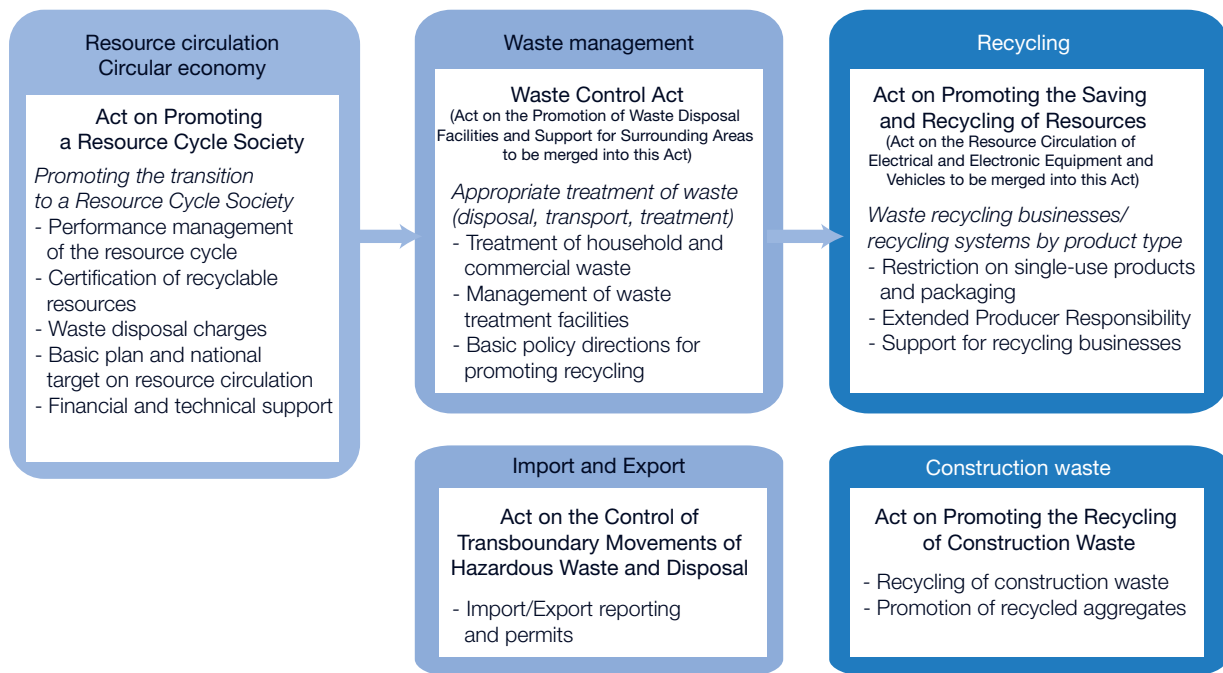 Resource circulation
Circular economy
Act on Promoting
a Resource Cycle Society
Promoting the transition
to a Resource Cycle Society
- Performance management
of the resource cycle
- Certification of recyclable
resources
- Waste disposal charges
- Basic plan and national
target on resource circulation
- Financial and technical support
Waste management
Waste Control Act
(Act on the Promotion of Waste Disposal
Facilities and Support for Surrounding Areas
to be merged into this Act)
Appropriate treatment of waste
(disposal, transport, treatment)
- Treatment of household and
commercial waste
- Management of waste
treatment facilities
- Basic policy directions for
promoting recycling
Recycling
Act on Promoting the Saving
and Recycling of Resources
(Act on the Resource Circulation of
Electrical and Electronic Equipment and
Vehicles to be merged into this Act)
Waste recycling businesses/
recycling systems by product type
- Restriction on single-use products
and packaging
- Extended Producer Responsibility
- Support for recycling businesses
Import and Export
Act on the Control of
Transboundary Movements of
Hazardous Waste and Disposal
- Import/Export reporting
and permits
Construction waste
Act on Promoting the Recycling
of Construction Waste
- Recycling of construction waste
- Promotion of recycled aggregates